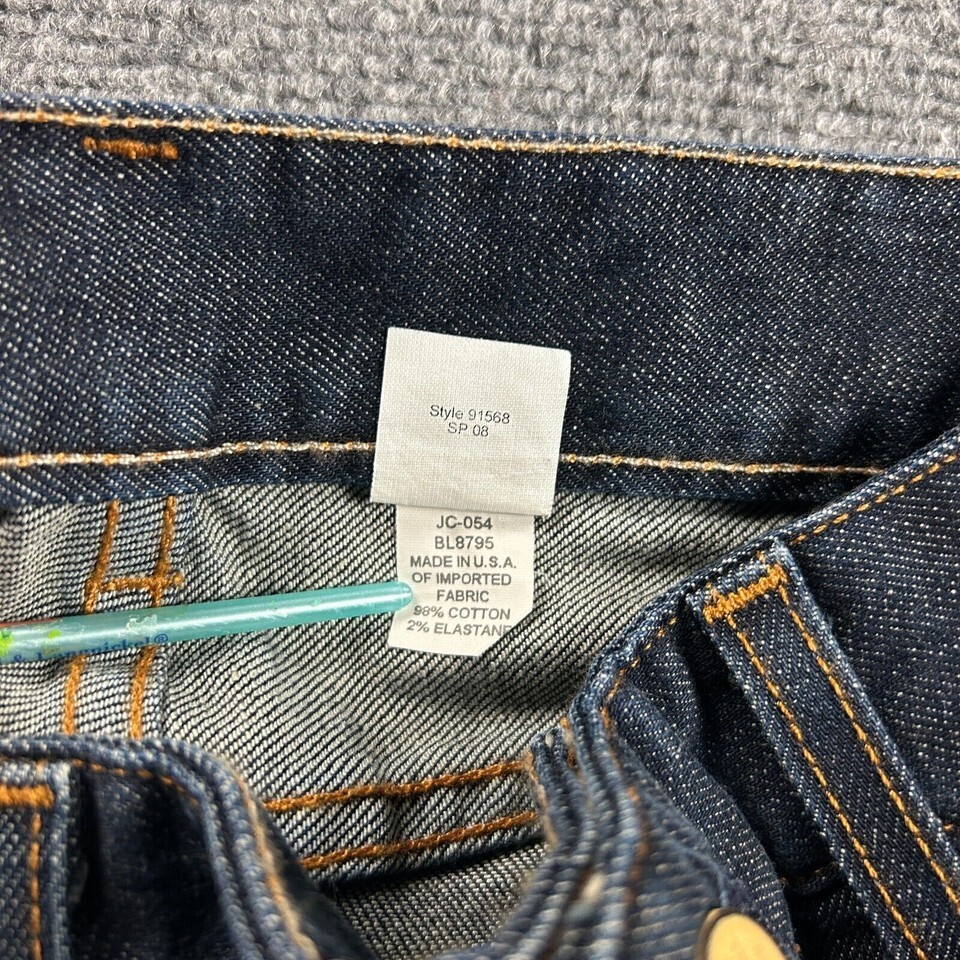 Style 91568
SP 08
JC-054
BL8795
MADE IN U.S.A.
OF IMPORTED
FABRIC
98% COTTON
2% ELASTANE